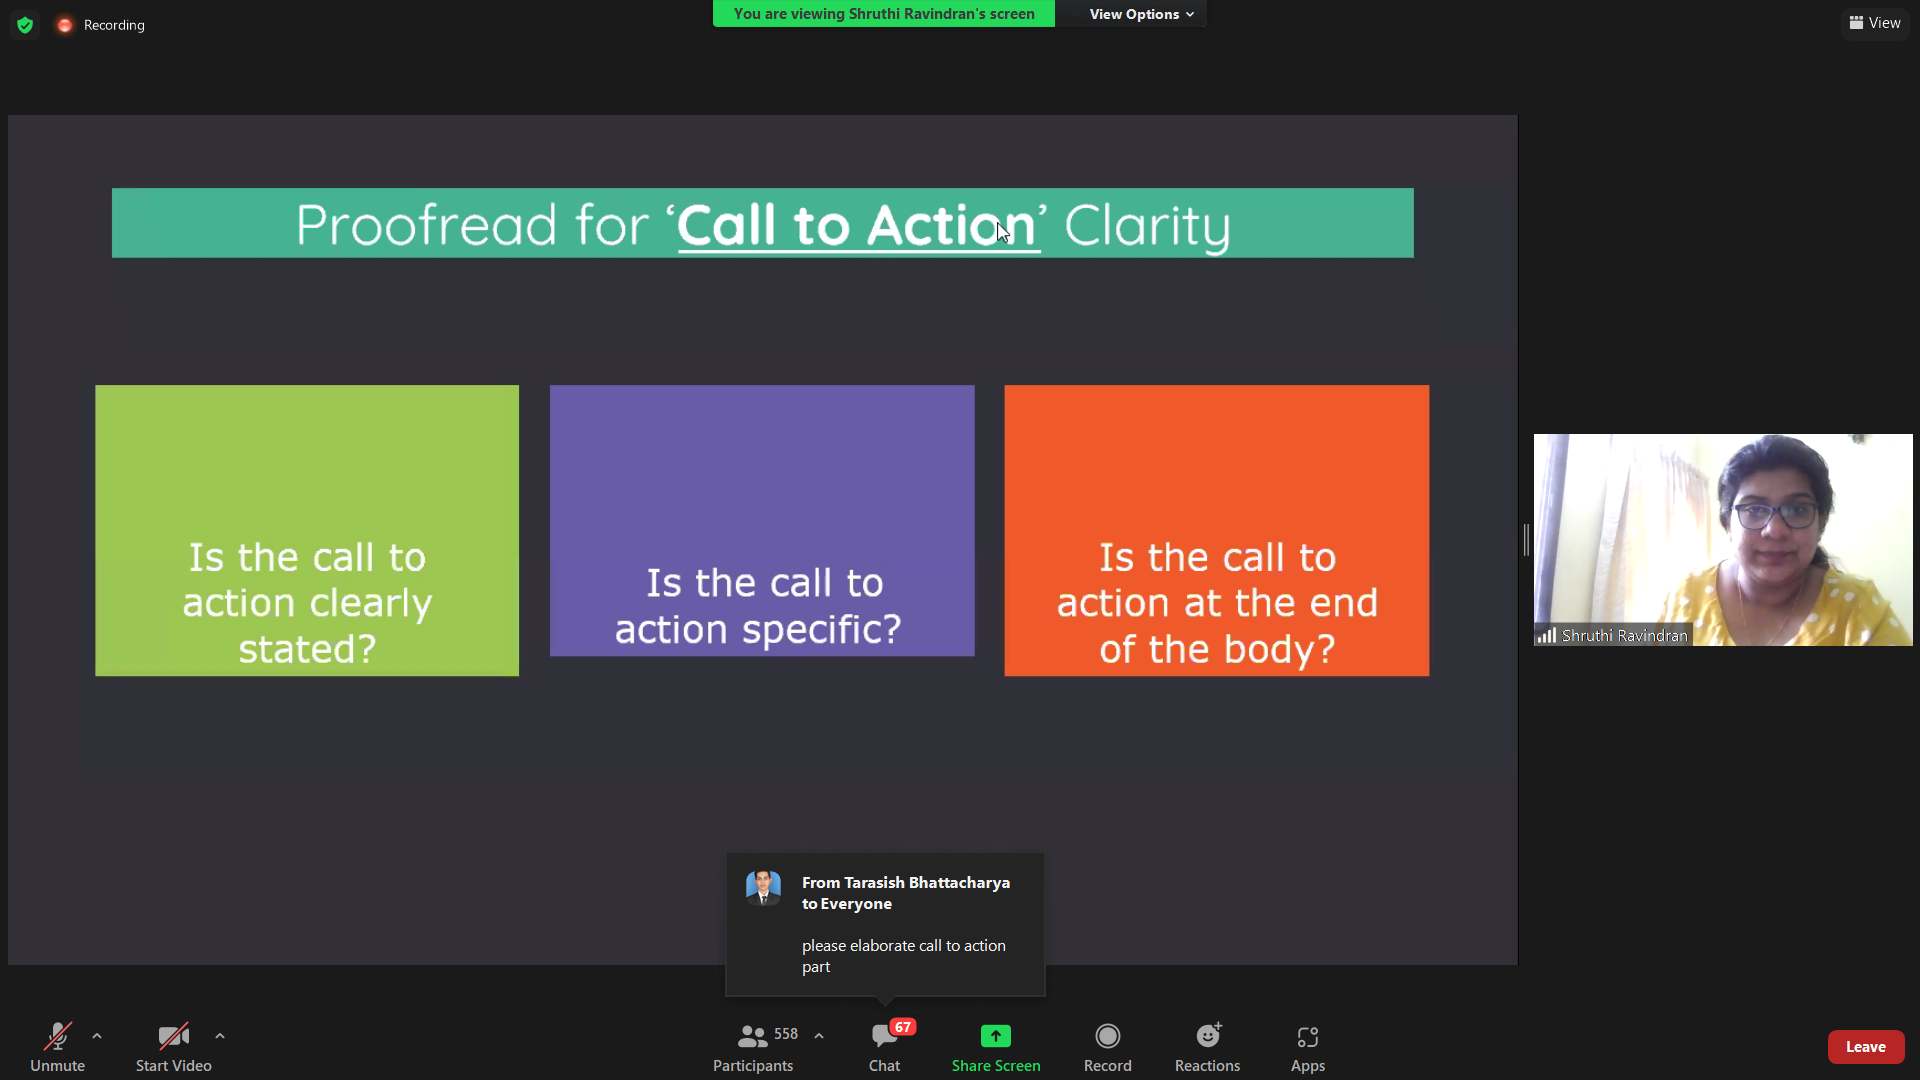 Recording
You are viewing Shruthi Ravindran's screen
View Options
View
Proofread for ‘Call to Action’ Clarity
Is the call to
action clearly
stated?
Is the call to
action specific?
Is the call to
action at the end
of the body?
Shruthi Ravindran
From Tarasish Bhattacharya
to Everyone
please elaborate call to action
part
Unmute
Start Video
558
Participants
67
Chat
Share Screen
Record
Reactions
Apps
Leave